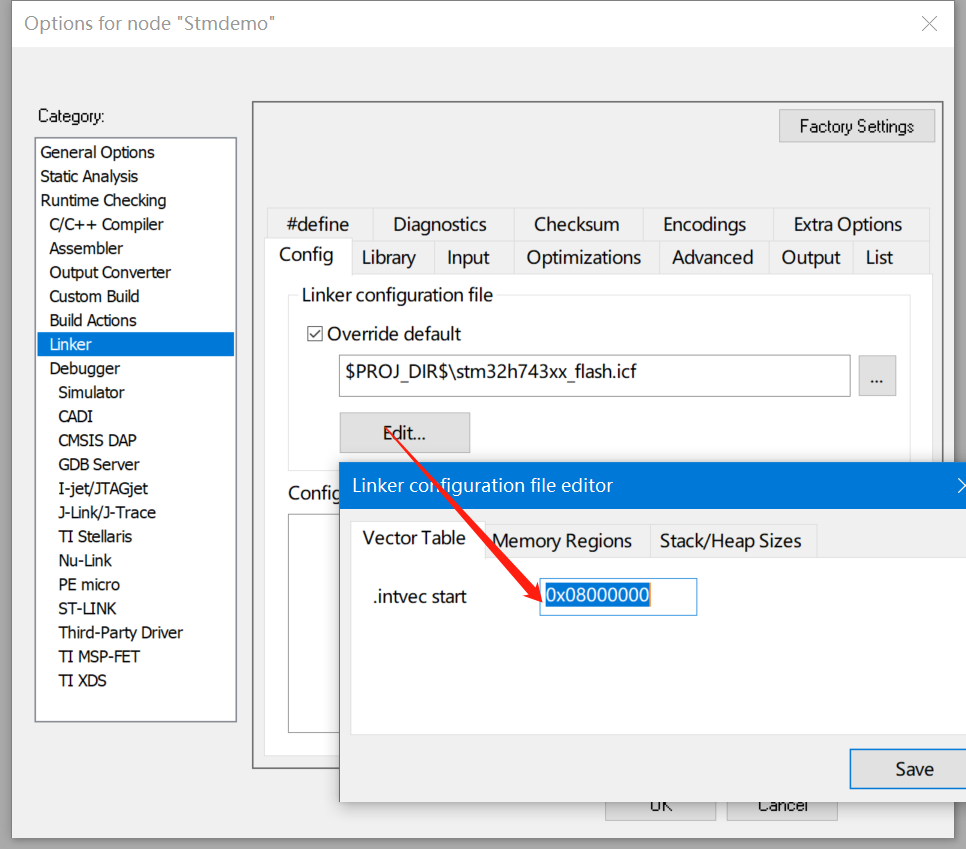 Options for node "Stmdemo"
Category:
Factory Settings
General Options
Static Analysis
Runtime Checking
C/C++ Compiler
Assembler
Output Converter
Custom Build
Build Actions
Linker
Debugger
Simulator
CADI
CMSIS DAP
GDB Server
I-jet/JTAGjet
J-Link/J-Trace
TI Stellaris
Nu-Link
PE micro
ST-LINK
Third-Party Driver
TI MSP-FET
TI XDS
#define Diagnostics Checksum Encodings Extra Options
Config Library Input Optimizations Advanced Output List
Linker configuration file
Override default
$PROJ_DIR$\stm32h743xx_flash.icf
...
Edit...
Config
Linker configuration file editor
Vector Table Memory Regions Stack/Heap Sizes
.intvec start 0x08000000
Save
OK Cancel